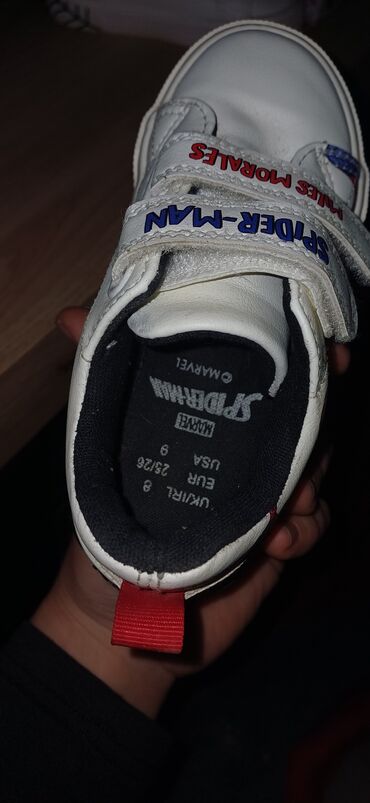 MILES MORALES
SPIDER-MAN
© MARVEL
SPIDER-MAN
MARVEL
USA 9
EUR 25/26
UK/IRL 8